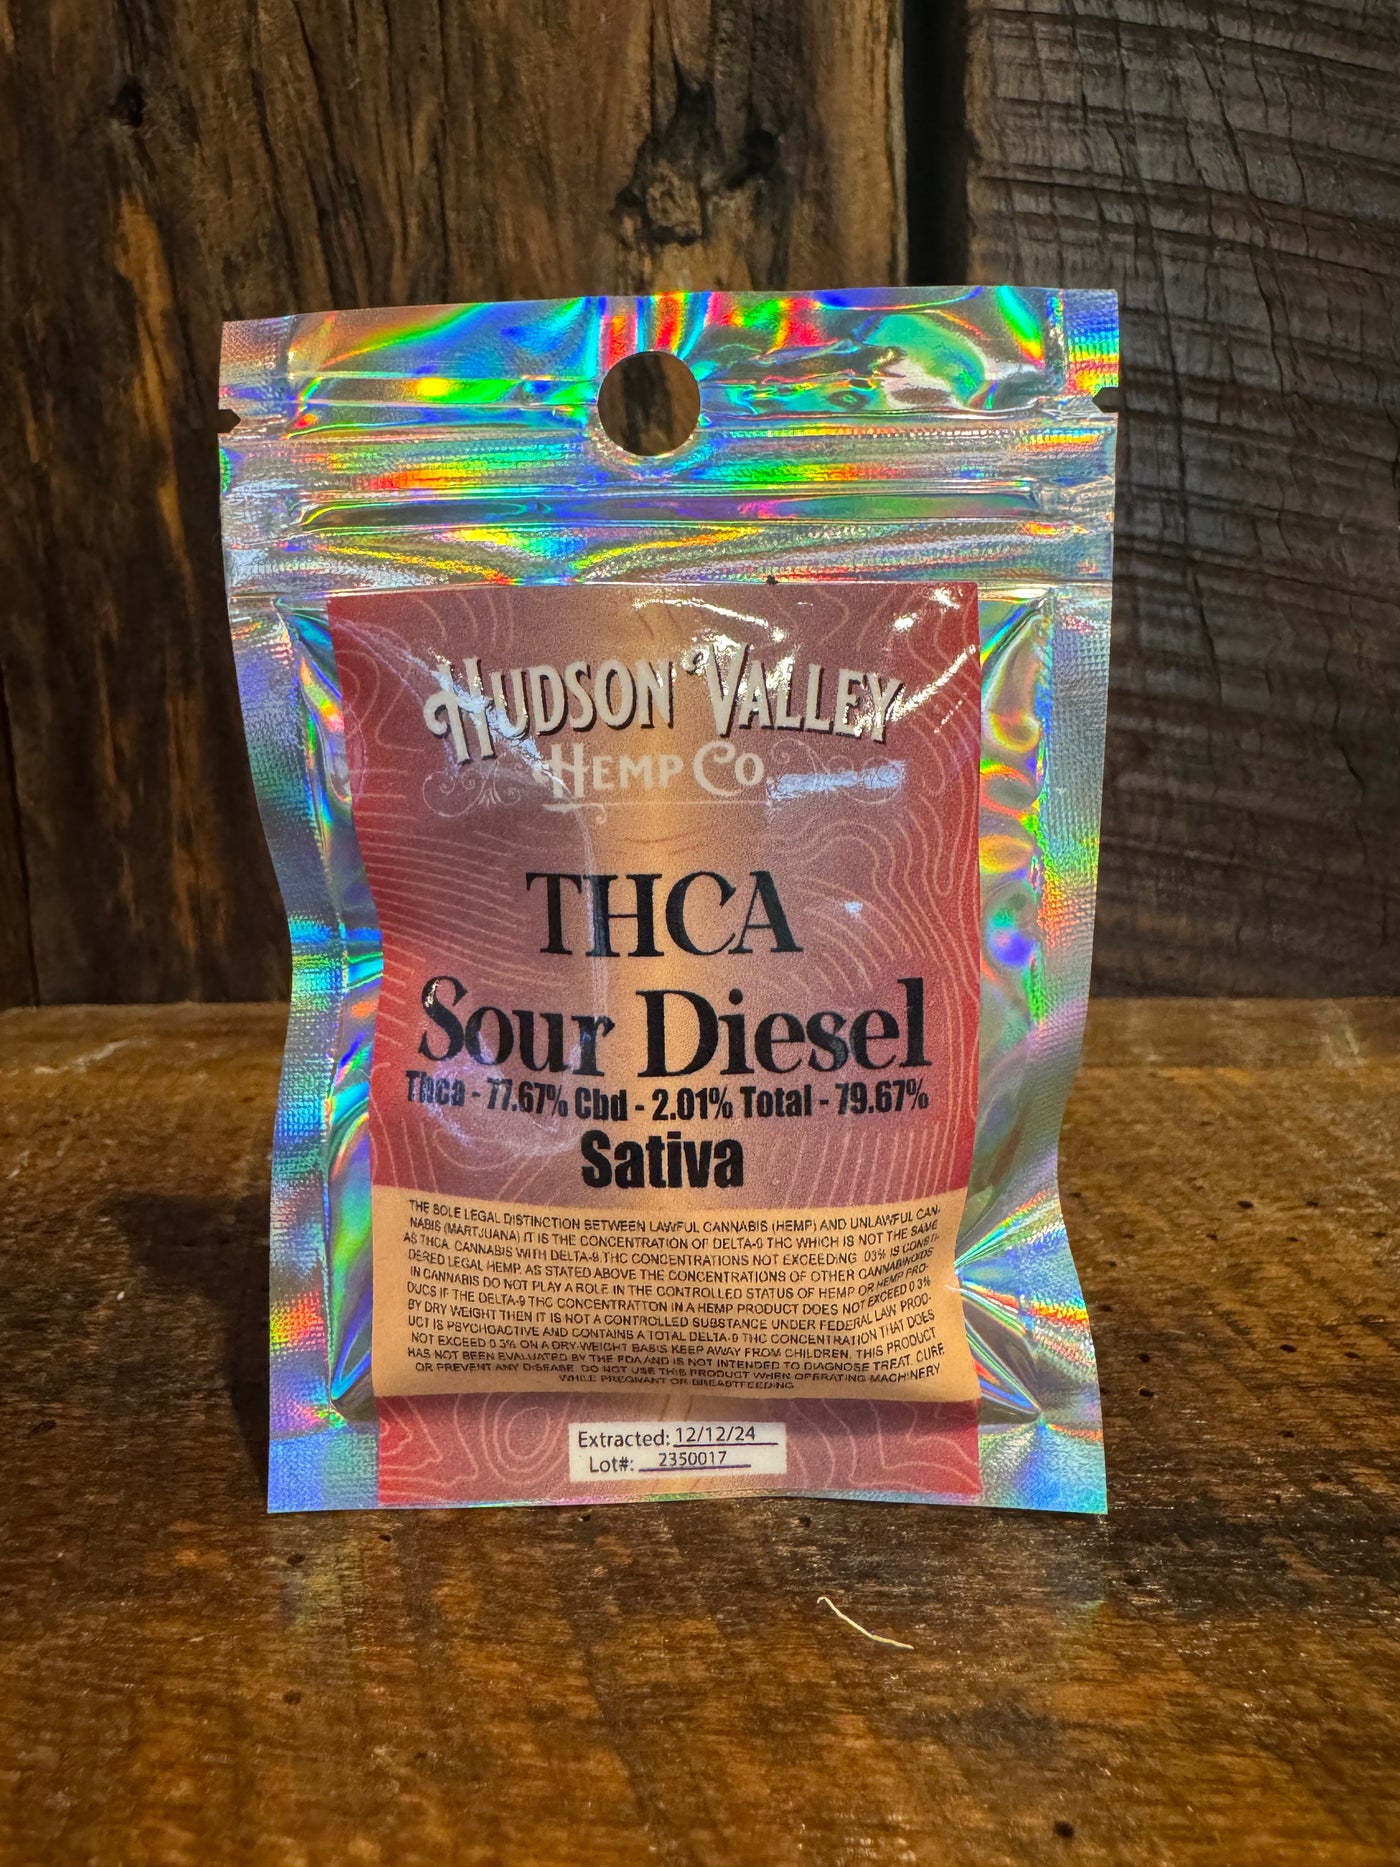 HUDSON VALLEY
HEMP CO.
THCA
Sour Diesel
Thca - 77.67% Cbd - 2.01% Total - 79.67%
Sativa
THE SOLE LEGAL DISTINCTION BETWEEN LAWFUL CANNABIS (HEMP) AND UNLAWFUL CAN-
NABIS (MARTJUANA) IT IS THE CONCENTRATION OF DELTA-9 THC WHICH IS NOT THE SAME
AS THCA. CANNABIS WITH DELTA-9 THC CONCENTRATIONS NOT EXCEEDING .03% IS CONSI-
DERED LEGAL HEMP. AS STATED ABOVE THE CONCENTRATIONS OF OTHER CANNABINOIDS
IN CANNABIS DO NOT PLAY A ROLE IN THE CONTROLLED STATUS OF HEMP OR HEMP PRO-
DUCS IF THE DELTA-9 THC CONCENTRATTON IN A HEMP PRODUCT DOES NOT EXCEED 0.3%
BY DRY WEIGHT THEN IT IS NOT A CONTROLLED SUBSTANCE UNDER FEDERAL LAW. PROD-
UCT IS PSYCHOACTIVE AND CONTAINS A TOTAL DELTA-9 THC CONCENTRATION THAT DOES
NOT EXCEED 0.3% ON A DRY-WEIGHT BASIS KEEP AWAY FROM CHILDREN. THIS PRODUCT
HAS NOT BEEN EVALUATED BY THE FDA AND IS NOT INTENDED TO DIAGNOSE TREAT, CURE
OR PREVENT ANY DISEASE. DO NOT USE THIS PRODUCT WHEN OPERATING MACHINERY
WHILE PREGNANT OR BREASTFEEDING
Extracted: 12/12/24
Lot#: 2350017